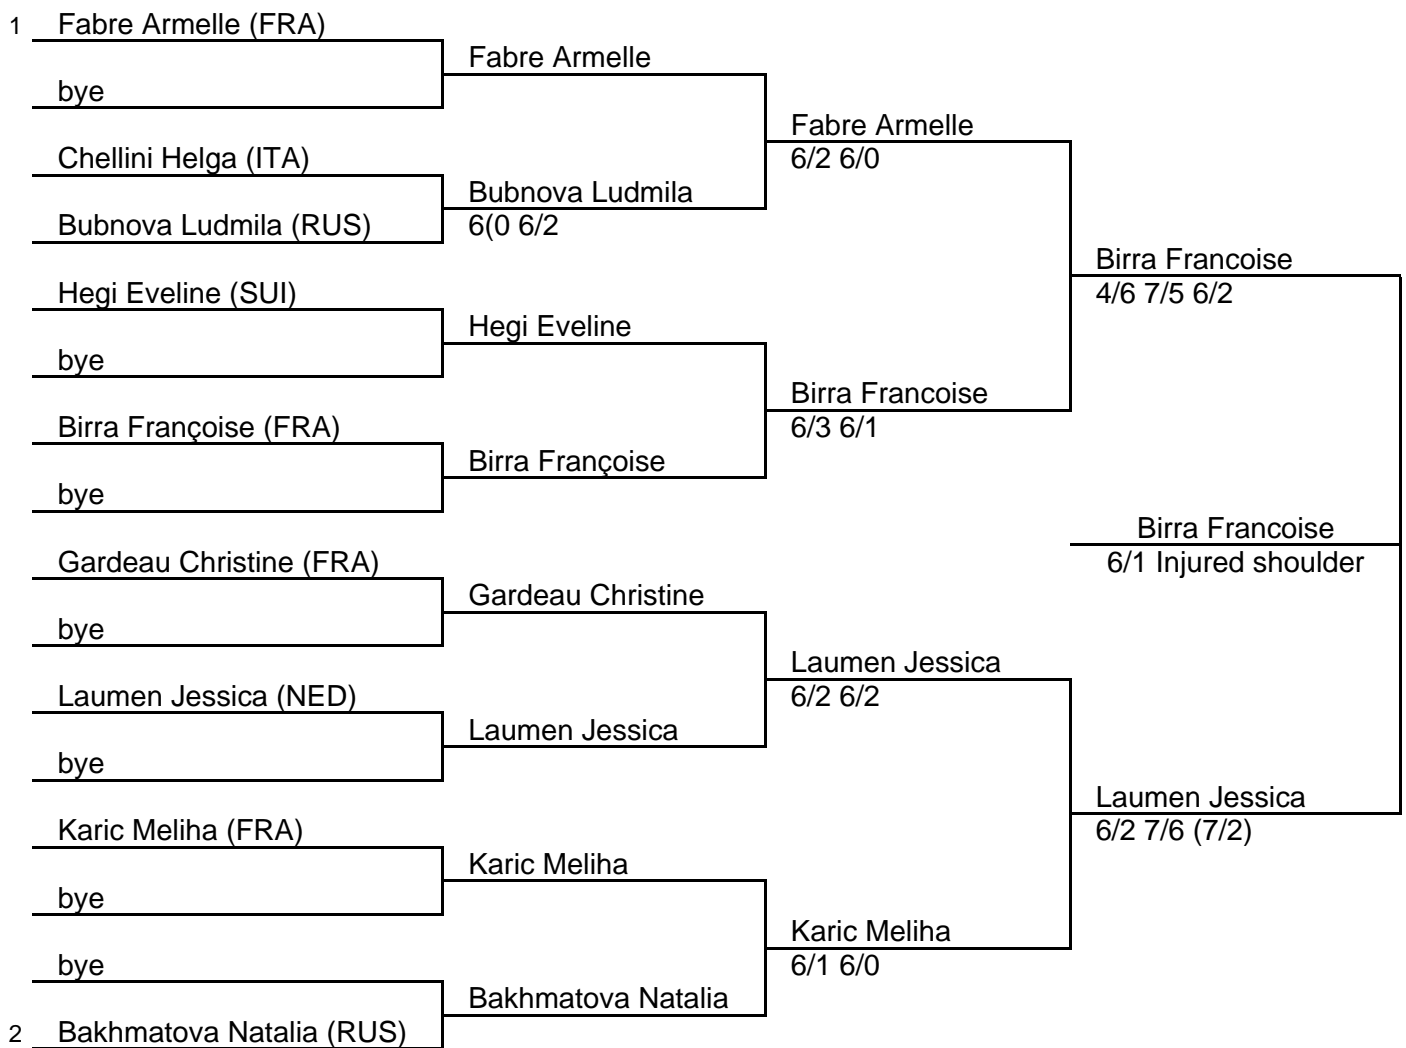 1 Fabre Armelle (FRA)
bye
Chellini Helga (ITA)
Bubnova Ludmila (RUS)
Hegi Eveline (SUI)
bye
Birra Françoise (FRA)
bye
Gardeau Christine (FRA)
bye
Laumen Jessica (NED)
bye
Karic Meliha (FRA)
bye
bye
2 Bakhmatova Natalia (RUS)
Fabre Armelle
Bubnova Ludmila
6(0 6/2
Hegi Eveline
Birra Françoise
Gardeau Christine
Laumen Jessica
Karic Meliha
Bakhmatova Natalia
Fabre Armelle
6/2 6/0
Birra Francoise
6/3 6/1
Laumen Jessica
6/2 6/2
Karic Meliha
6/1 6/0
Birra Francoise
4/6 7/5 6/2
Birra Francoise
6/1 Injured shoulder
Laumen Jessica
6/2 7/6 (7/2)